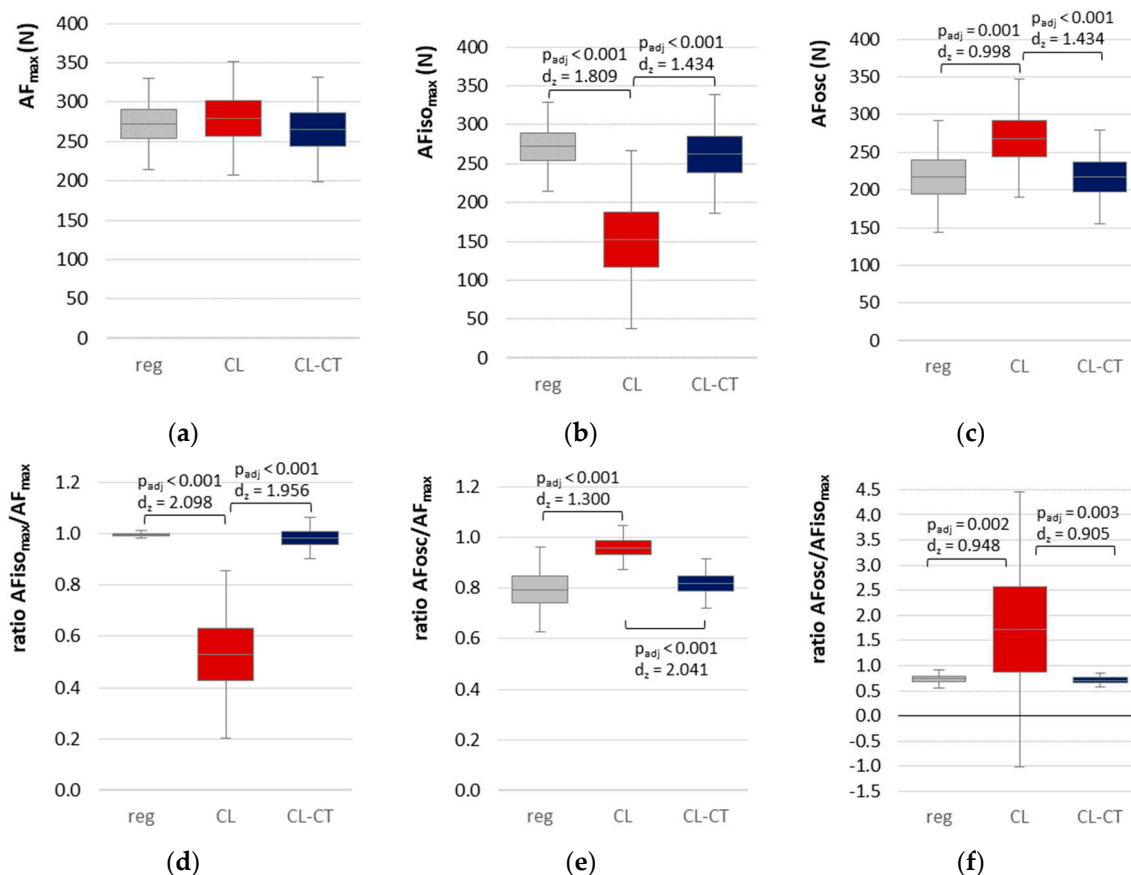 AFmax (N)
400
350
300
250
200
150
100
50
0
reg CL CL-CT
(a)
AFisomax (N)
400
350
300
250
200
150
100
50
0
padj < 0.001
dz = 1.809
padj < 0.001
dz = 1.434
reg CL CL-CT
(b)
AFosc (N)
400
350
300
250
200
150
100
50
0
padj = 0.001
dz = 0.998
padj < 0.001
dz = 1.434
reg CL CL-CT
(c)
ratio AFisomax/AFmax
1.2
1.0
0.8
0.6
0.4
0.2
0.0
padj < 0.001
dz = 2.098
padj < 0.001
dz = 1.956
reg CL CL-CT
(d)
ratio AFosc/AFmax
1.2
1.0
0.8
0.6
0.4
0.2
0.0
padj < 0.001
dz = 1.300
padj < 0.001
dz = 2.041
reg CL CL-CT
(e)
ratio AFosc/AFisomax
4.5
4.0
3.5
3.0
2.5
2.0
1.5
1.0
0.5
0.0
-0.5
-1.0
-1.5
padj = 0.002
dz = 0.948
padj = 0.003
dz = 0.905
reg CL CL-CT
(f)